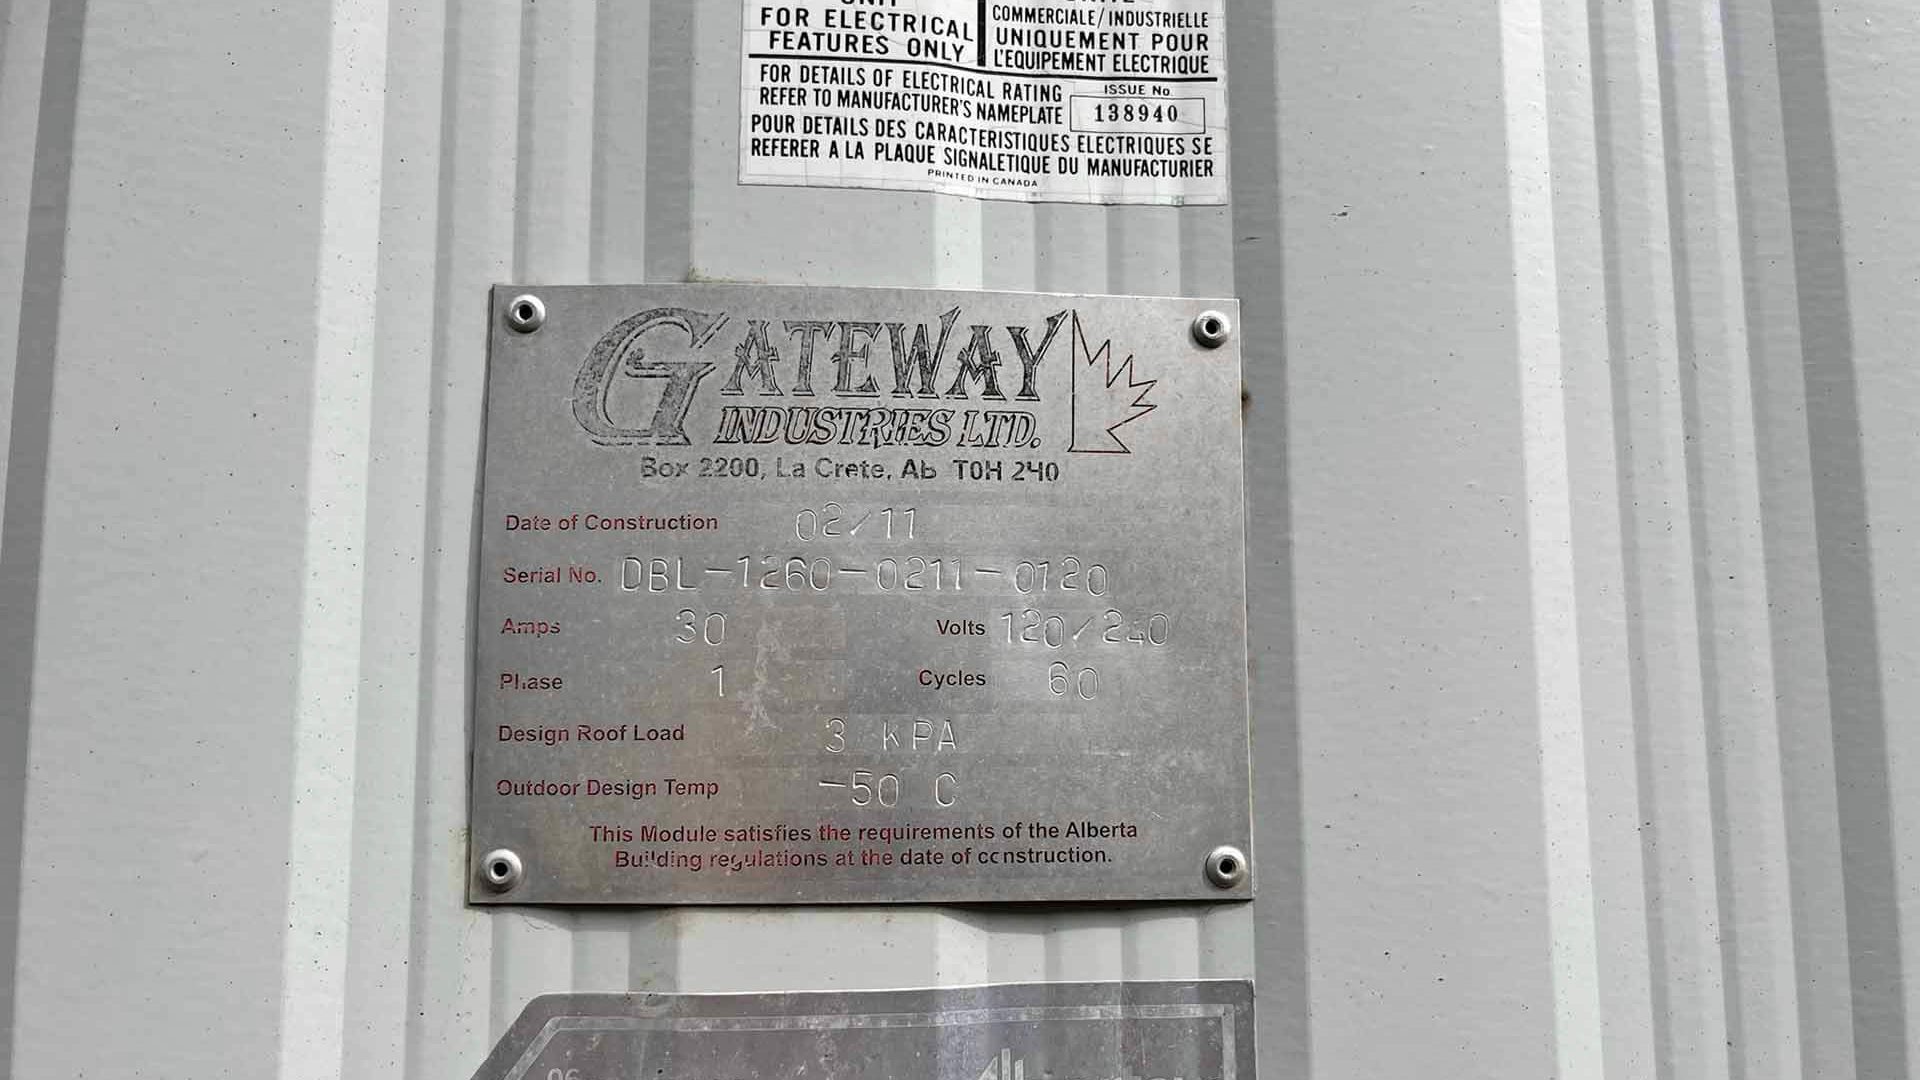 UNIT
FOR ELECTRICAL
FEATURES ONLY
COMMERCIALE/INDUSTRIELLE
UNIQUEMENT POUR
L'EQUIPEMENT ELECTRIQUE
FOR DETAILS OF ELECTRICAL RATING
REFER TO MANUFACTURER'S NAMEPLATE
ISSUE No.
138940
POUR DETAILS DES CARACTERISTIQUES ELECTRIQUES SE
REFERER A LA PLAQUE SIGNALETIQUE DU MANUFACTURIER
PRINTED IN CANADA
GATEWAY
INDUSTRIES LTD.
Box 2200, La Crete, Ab T0H 2H0
Date of Construction 02/11
Serial No. DBL-1260-0211-0120
Amps 30 Volts 120/240
Phase 1 Cycles 60
Design Roof Load 3 KPA
Outdoor Design Temp -50 C
This Module satisfies the requirements of the Alberta
Building regulations at the date of construction.